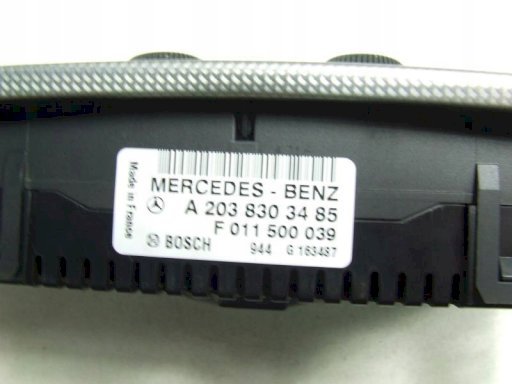 Made in France
MERCEDES - BENZ
A 203 830 34 85
F 011 500 039
BOSCH 944 G 163487